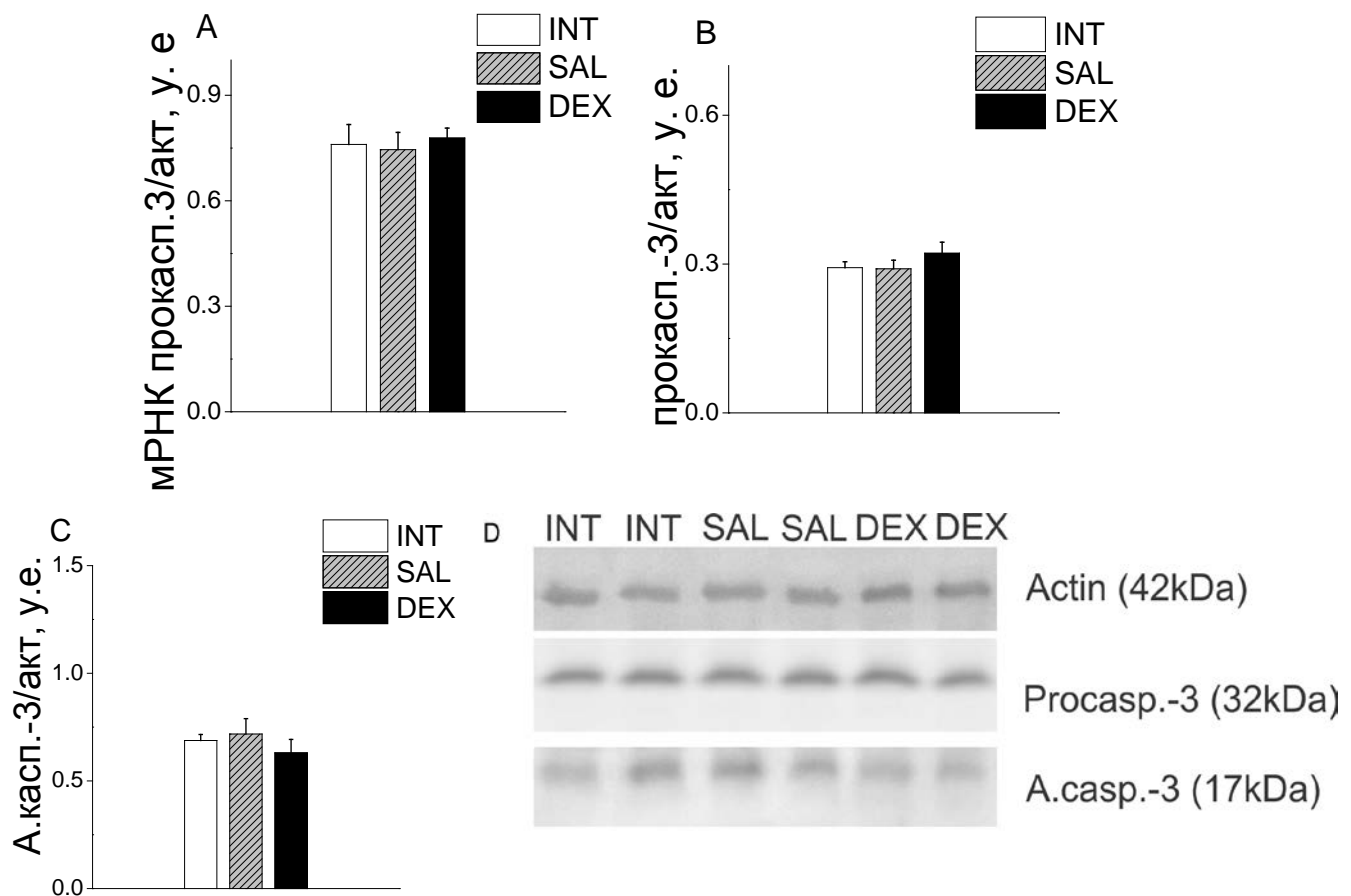 A
INT
SAL
DEX
мРНК прокасп.3/акт, у. е
0.9
0.6
0.3
0.0
B
INT
SAL
DEX
прокасп.-3/акт, у. е.
0.6
0.3
0.0
C
INT
SAL
DEX
А.касп.-3/акт, у.е.
1.5
1.0
0.5
0.0
D
INT INT SAL SAL DEX DEX
Actin (42kDa)
Procasp.-3 (32kDa)
A.casp.-3 (17kDa)